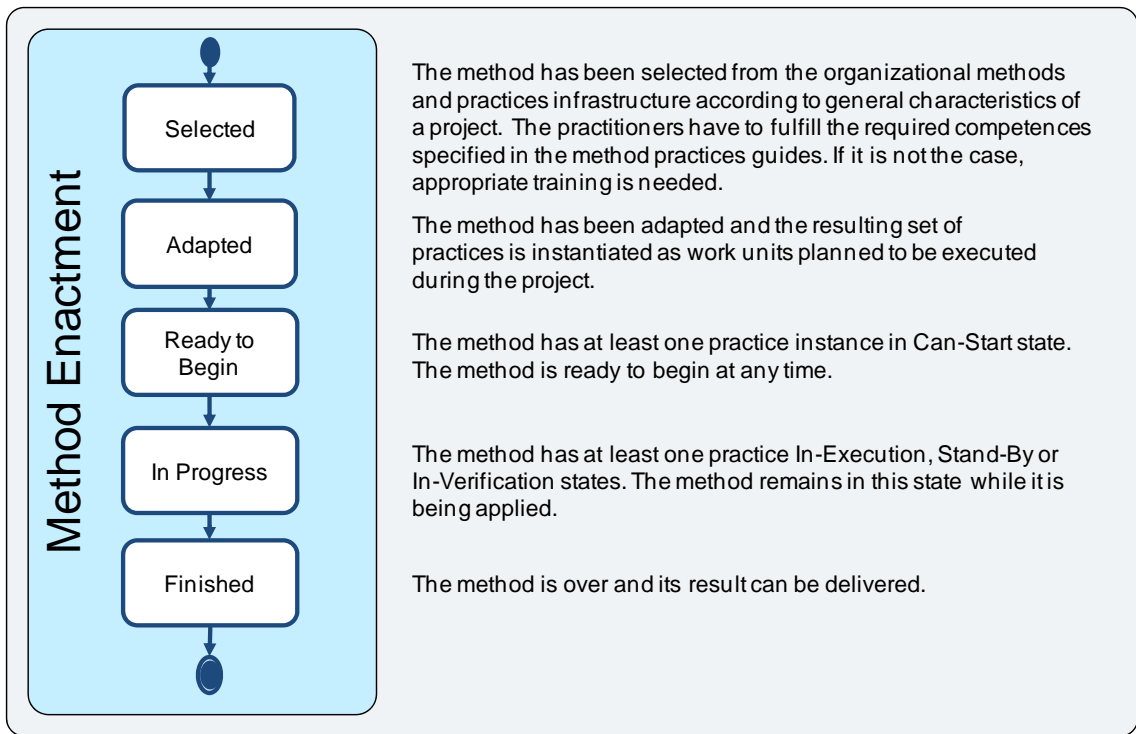 Method Enactment
Selected
The method has been selected from the organizational methods
and practices infrastructure according to general characteristics of
a project. The practitioners have to fulfill the required competences
specified in the method practices guides. If it is not the case,
appropriate training is needed.
Adapted
The method has been adapted and the resulting set of
practices is instantiated as work units planned to be executed
during the project.
Ready to
Begin
The method has at least one practice instance in Can-Start state.
The method is ready to begin at any time.
In Progress
The method has at least one practice In-Execution, Stand-By or
In-Verification states. The method remains in this state while it is
being applied.
Finished
The method is over and its result can be delivered.